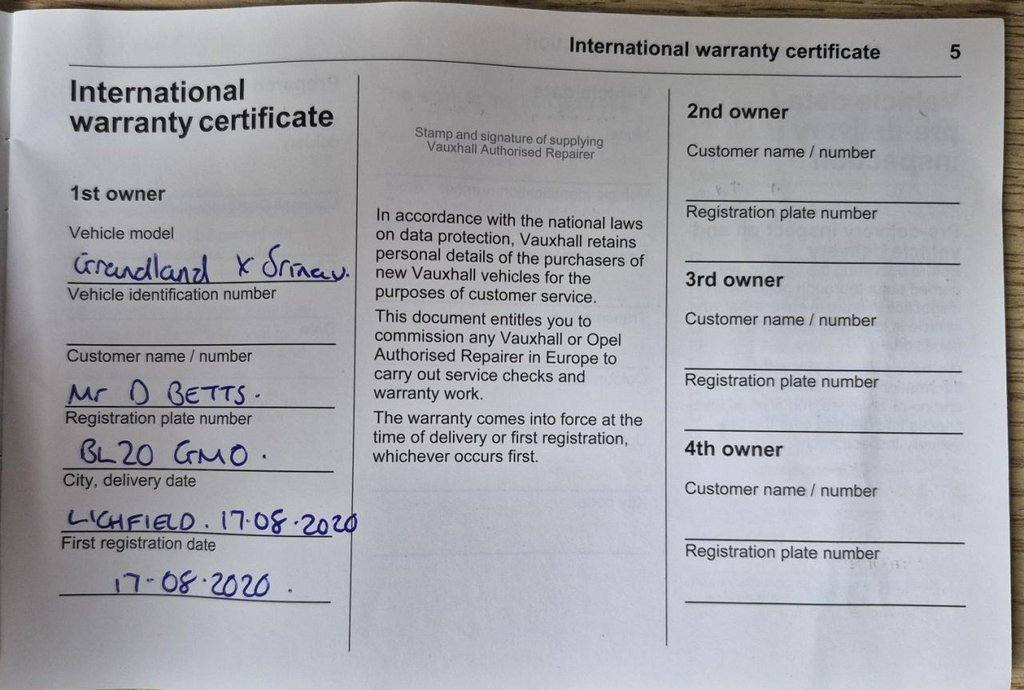 International warranty certificate 5
International
warranty certificate
1st owner
Vehicle model
Grandland X
Vehicle identification number
Customer name / number
Mr D BETTS.
Registration plate number
BL20 GMO.
City, delivery date
LICHFIELD. 17.08.2020
First registration date
17-08.2020.
Stamp and signature of supplying
Vauxhall Authorised Repairer
In accordance with the national laws
on data protection, Vauxhall retains
personal details of the purchasers of
new Vauxhall vehicles for the
purposes of customer service.
This document entitles you to
commission any Vauxhall or Opel
Authorised Repairer in Europe to
carry out service checks and
warranty work.
The warranty comes into force at the
time of delivery or first registration,
whichever occurs first.
2nd owner
Customer name / number
Registration plate number
3rd owner
Customer name / number
Registration plate number
4th owner
Customer name / number
Registration plate number